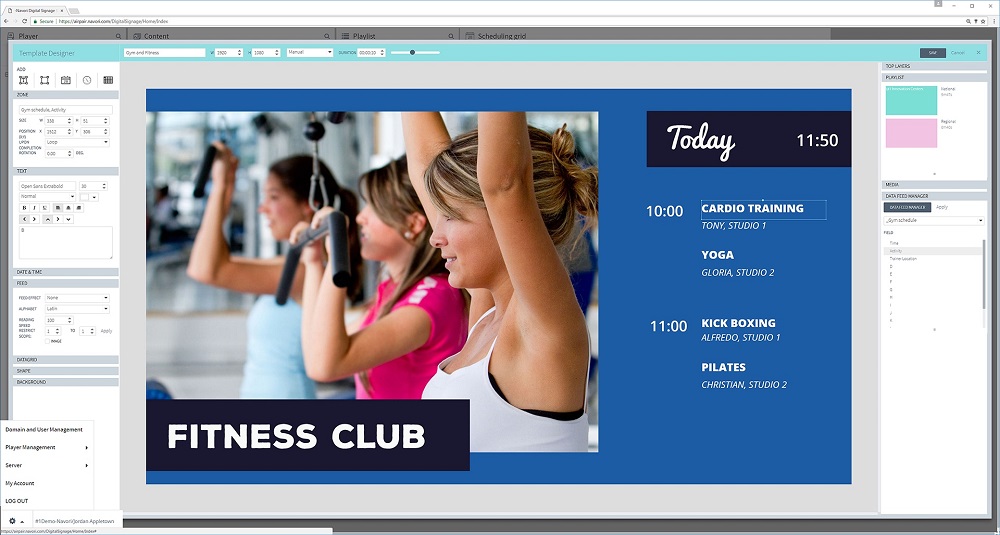 Navori Digital Signage
Secure
https://airpair.navori.com/DigitalSignage/Home/Index
Player
Content
Playlist
Scheduling grid
Template Designer
Gym and Fitness
W 1920
H 1080
Manual
DURATION 00:00:10
SAVE
Cancel
ADD
ZONE
Gym schedule, Activity
SIZE W 335 H 51
POSITION X 1512 Y 308
UPON COMPLETION Loop
ROTATION 0.00 DEG.
TEXT
Open Sans Extrabold 30
Normal
B I U
DATE & TIME
FEED
FEED EFFECT None
ALPHABET Latin
READING SPEED 100
RESTRICT SCOPE 1 TO 1 Apply
IMAGE
DATAGRID
SHAPE
BACKGROUND
Domain and User Management
Player Management
Server
My Account
LOG OUT
#1Demo-Navori/Jordan Appletown
https://airpair.navori.com/DigitalSignage/Home/Index#
FITNESS CLUB
Today 11:50
10:00 CARDIO TRAINING
TONY, STUDIO 1
YOGA
GLORIA, STUDIO 2
11:00 KICK BOXING
ALFREDO, STUDIO 1
PILATES
CHRISTIAN, STUDIO 2
TOP LAYERS
PLAYLIST
National
Regional
MEDIA
DATA FEED MANAGER
DATA FEED MANAGER Apply
_Gym schedule
FIELD
Time
Activity
Trainer Location
D
E
F
G
H
I
J
K